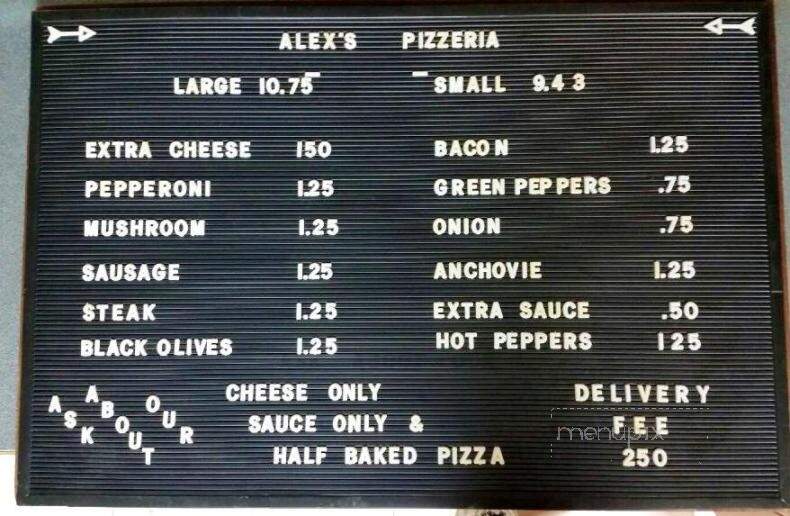 ALEX'S PIZZERIA
LARGE 10.75 SMALL 9.43
EXTRA CHEESE 150
PEPPERONI 1.25
MUSHROOM 1.25
SAUSAGE 1.25
STEAK 1.25
BLACK OLIVES 1.25
BACON 1.25
GREEN PEPPERS .75
ONION .75
ANCHOVIE 1.25
EXTRA SAUCE .50
HOT PEPPERS 125
ASK ABOUT OUR
CHEESE ONLY
SAUCE ONLY &
HALF BAKED PIZZA
DELIVERY
FEE
250
menupix